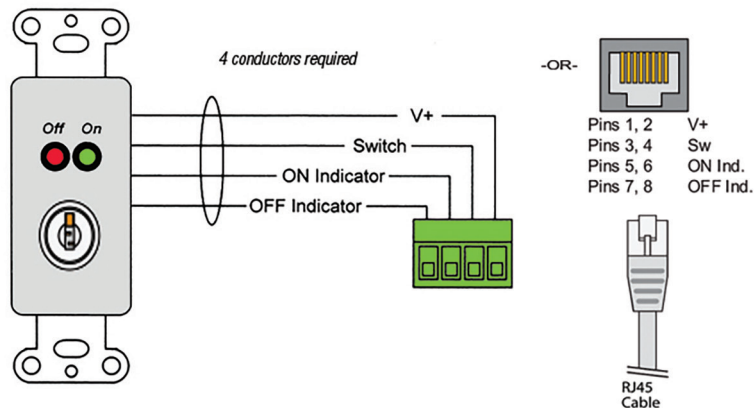 4 conductors required
Off On
V+
Switch
ON Indicator
OFF Indicator
-OR-
Pins 1, 2 V+
Pins 3, 4 Sw
Pins 5, 6 ON Ind.
Pins 7, 8 OFF Ind.
RJ45
Cable